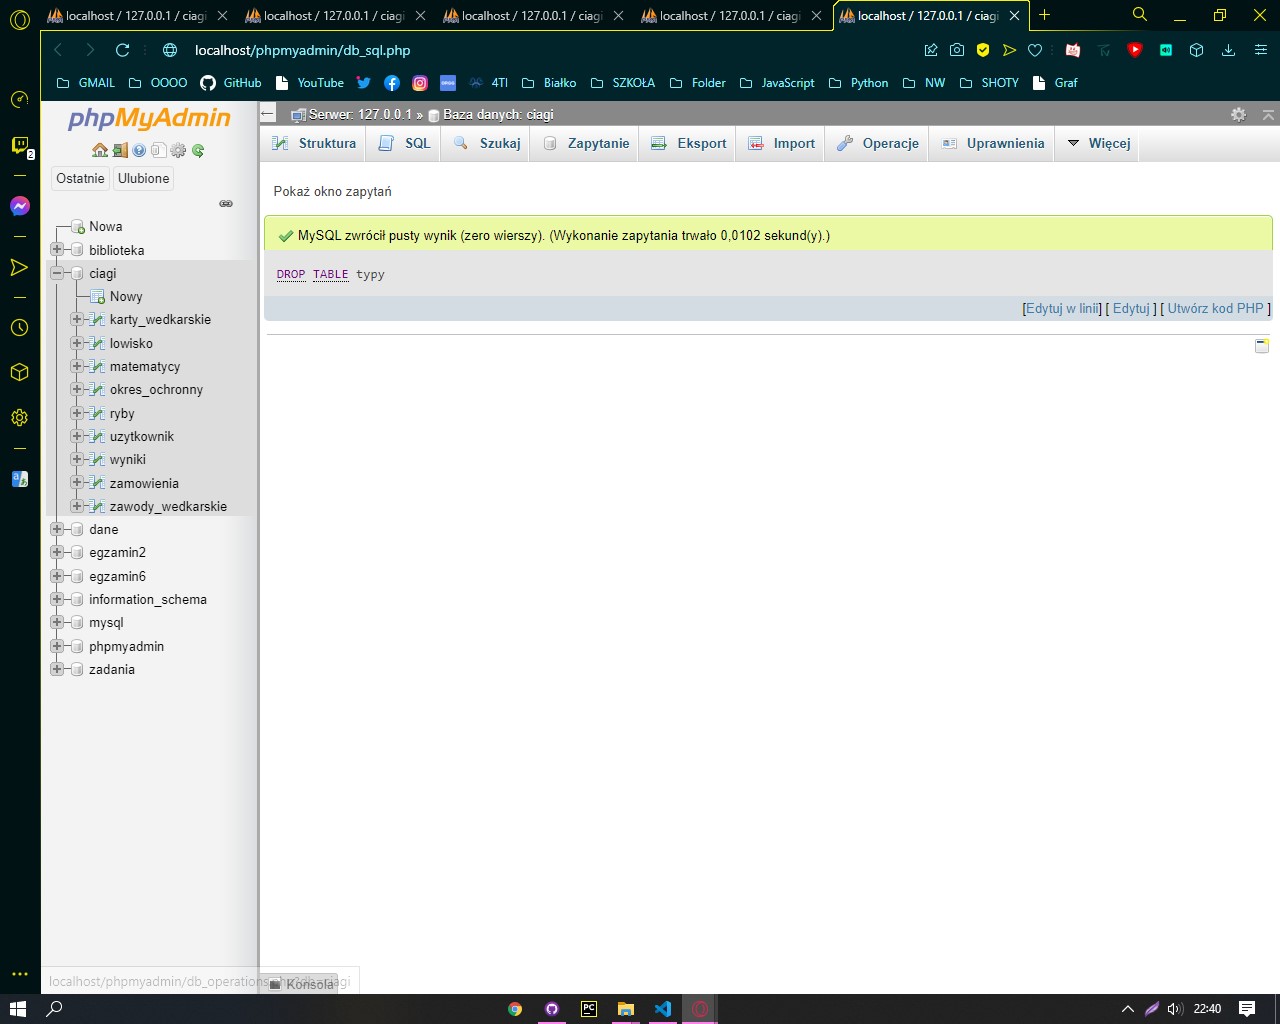 localhost / 127.0.0.1 / ciagi
localhost / 127.0.0.1 / ciagi
localhost / 127.0.0.1 / ciagi
localhost / 127.0.0.1 / ciagi
localhost / 127.0.0.1 / ciagi
localhost/phpmyadmin/db_sql.php
GMAIL OOOO GitHub YouTube 4TI Białko SZKOŁA Folder JavaScript Python NW SHOTY Graf
2
phpMyAdmin
Ostatnie Ulubione
Nowa
biblioteka
ciagi
Nowy
karty_wedkarskie
lowisko
matematycy
okres_ochronny
ryby
uzytkownik
wyniki
zamowienia
zawody_wedkarskie
dane
egzamin2
egzamin6
information_schema
mysql
phpmyadmin
zadania
Serwer: 127.0.0.1 » Baza danych: ciagi
Struktura SQL Szukaj Zapytanie Eksport Import Operacje Uprawnienia Więcej
Pokaż okno zapytań
MySQL zwrócił pusty wynik (zero wierszy). (Wykonanie zapytania trwało 0,0102 sekund(y).)
DROP TABLE typy
[Edytuj w linii] [ Edytuj ] [ Utwórz kod PHP ]
localhost/phpmyadmin/db_operations.php?db=ciagi
Konsola
PC
22:40